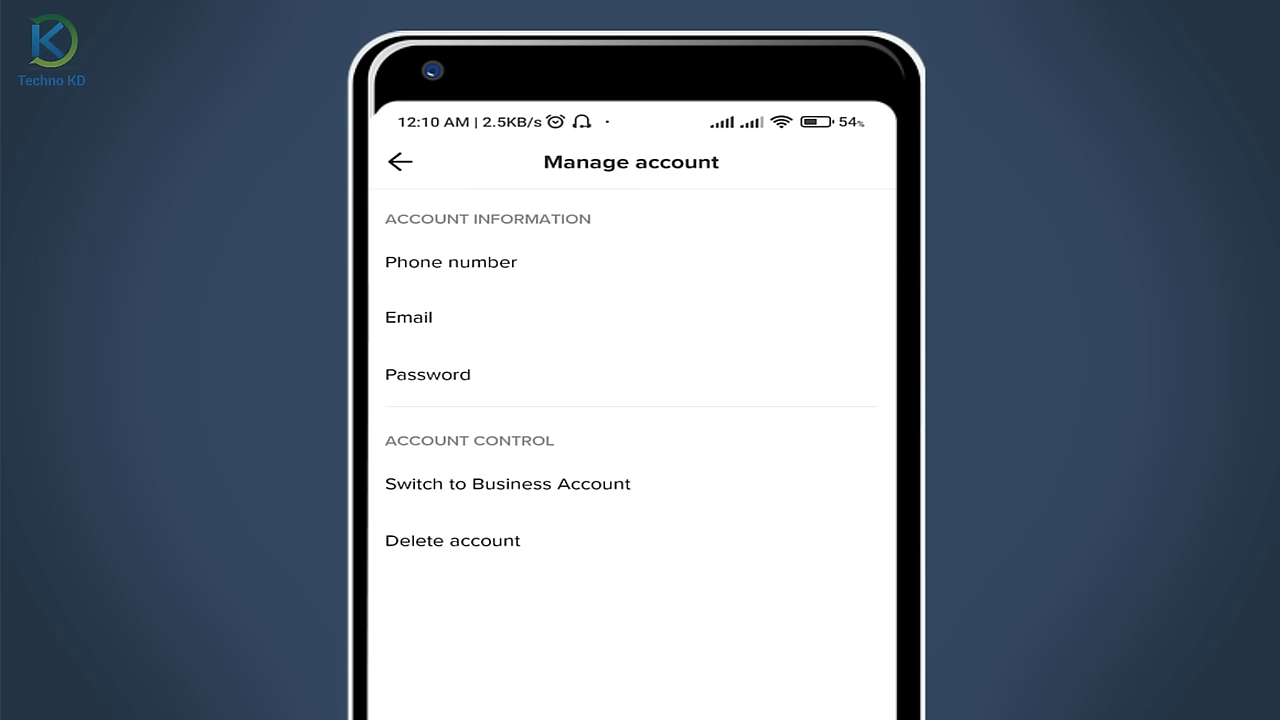 Techno KD
12:10 AM | 2.5KB/s 54%
Manage account
ACCOUNT INFORMATION
Phone number
Email
Password
ACCOUNT CONTROL
Switch to Business Account
Delete account